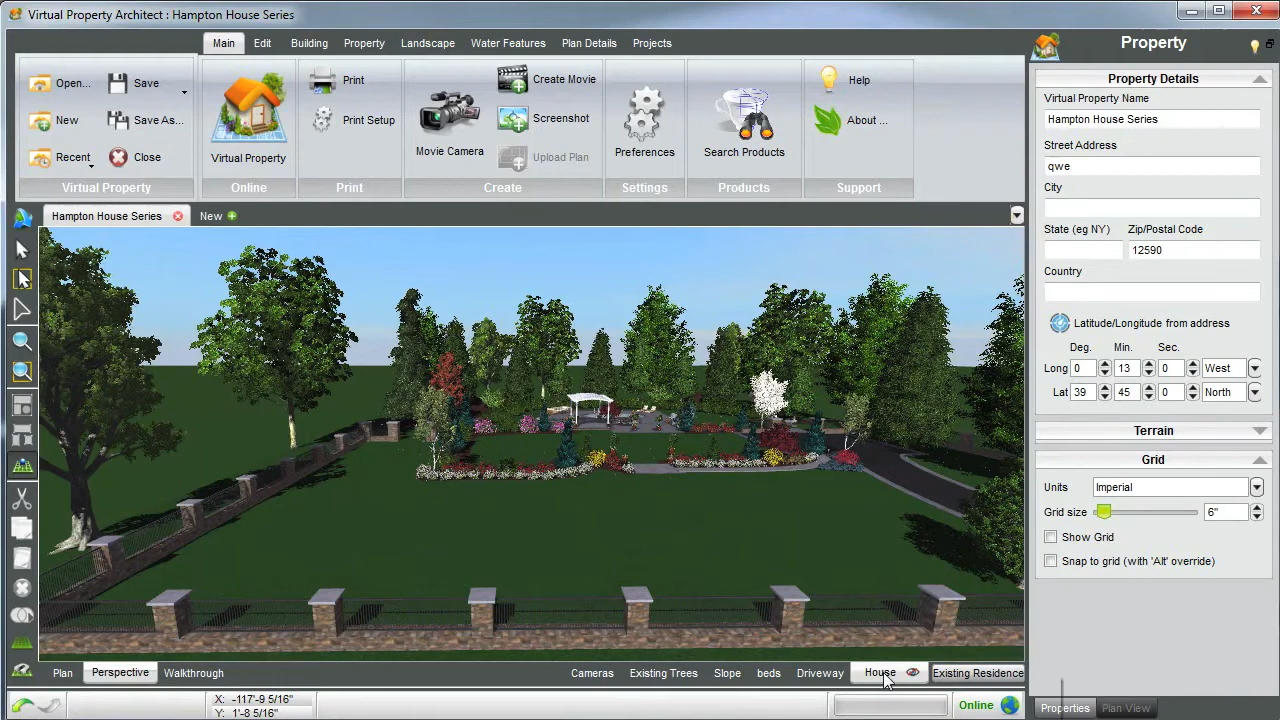 Virtual Property Architect : Hampton House Series
Main Edit Building Property Landscape Water Features Plan Details Projects
Open... Save
New Save As...
Recent Close
Virtual Property
Virtual Property
Online
Print
Print Setup
Print
Movie Camera
Create Movie
Screenshot
Upload Plan
Create
Preferences
Settings
Search Products
Products
Help
About ...
Support
Hampton House Series New
Property
Property Details
Virtual Property Name
Hampton House Series
Street Address
qwe
City
State (eg NY) Zip/Postal Code
12590
Country
Latitude/Longitude from address
Deg. Min. Sec.
Long 0 13 0 West
Lat 39 45 0 North
Terrain
Grid
Units Imperial
Grid size 6"
Show Grid
Snap to grid (with 'Alt' override)
Plan Perspective Walkthrough Cameras Existing Trees Slope beds Driveway House Existing Residence
X: -117'-9 5/16"
Y: 1'-8 5/16"
Online
Properties Plan View